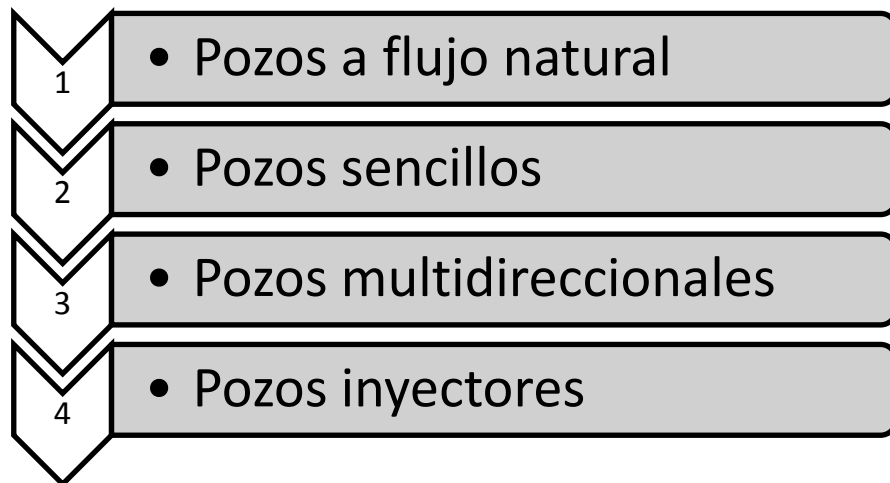 1
• Pozos a flujo natural
2
• Pozos sencillos
3
• Pozos multidireccionales
4
• Pozos inyectores